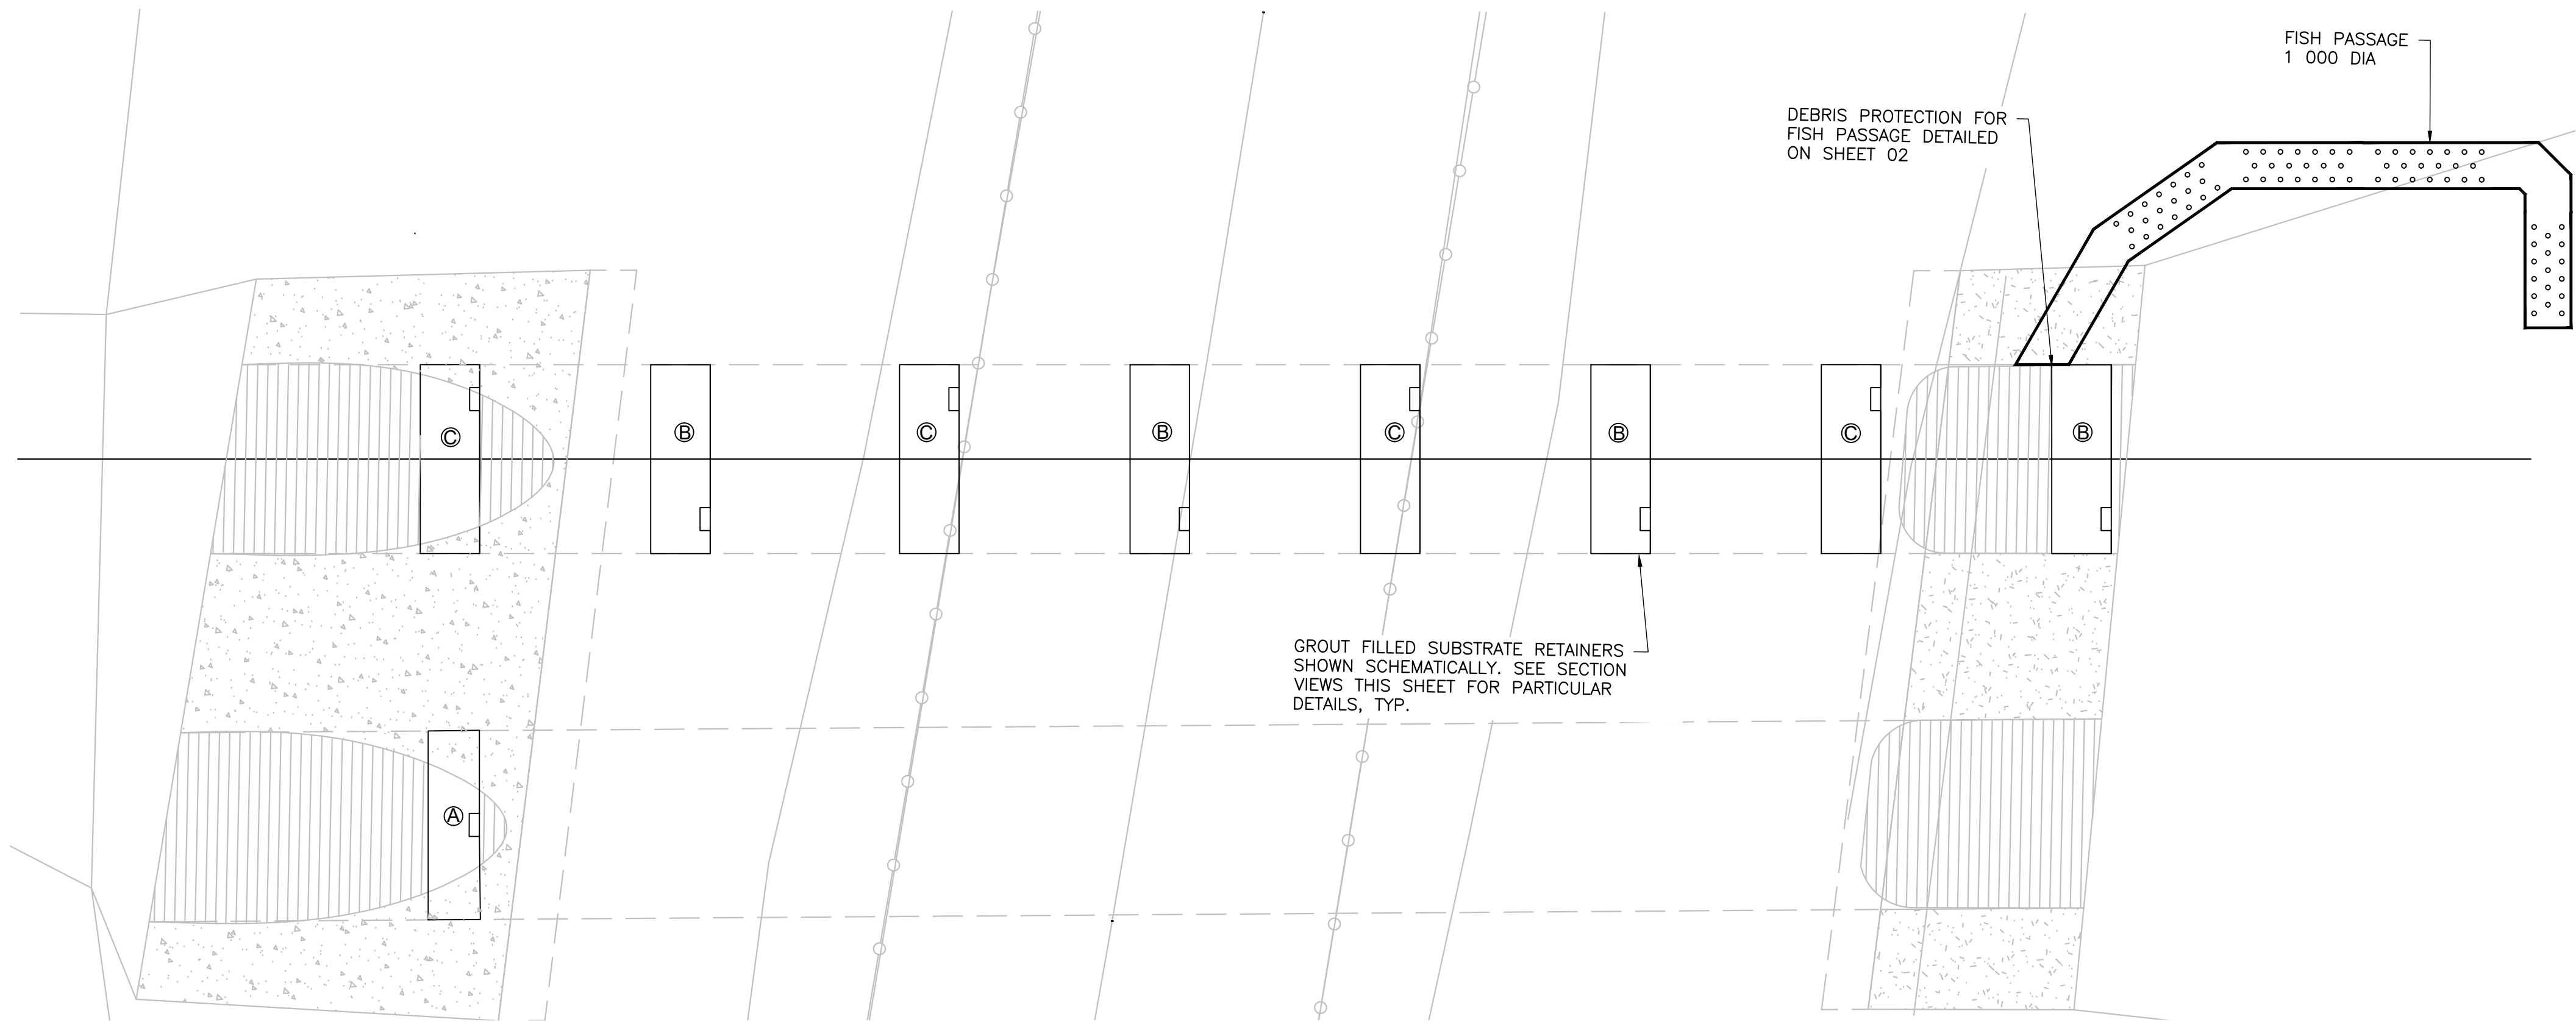 FISH PASSAGE
1 000 DIA
DEBRIS PROTECTION FOR
FISH PASSAGE DETAILED
ON SHEET 02
C
B
C
B
C
B
C
B
GROUT FILLED SUBSTRATE RETAINERS
SHOWN SCHEMATICALLY. SEE SECTION
VIEWS THIS SHEET FOR PARTICULAR
DETAILS, TYP.
A